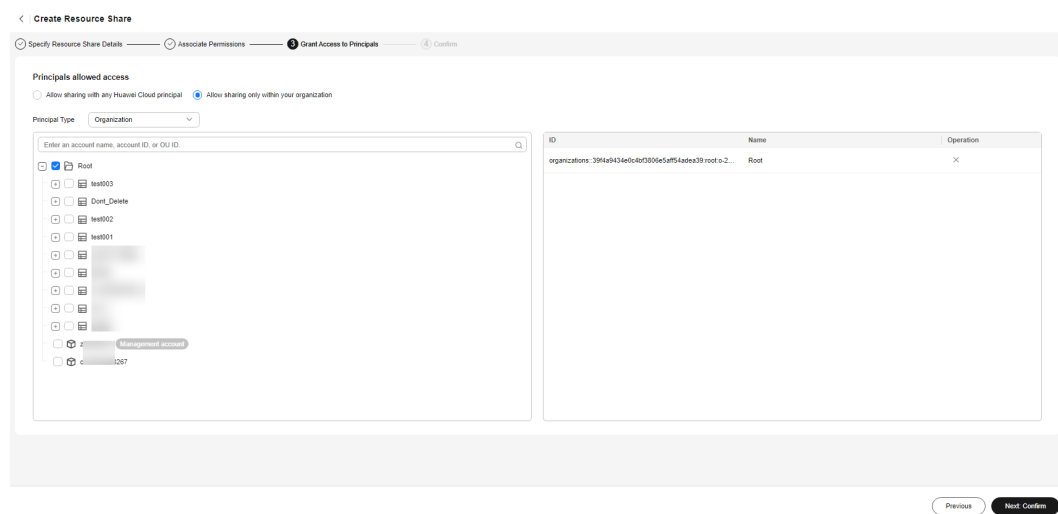 Create Resource Share
Specify Resource Share Details
Associate Permissions
3 Grant Access to Principals
4 Confirm
Principals allowed access
Allow sharing with any Huawei Cloud principal
Allow sharing only within your organization
Principal Type
Organization
Enter an account name, account ID, or OU ID.
Root
test003
Dont_Delete
test002
test001
Management account
267
ID Name Operation
organizations::39f4a9434e0c4bf3806e5aff54adea39:root:o-2... Root
Previous
Next: Confirm